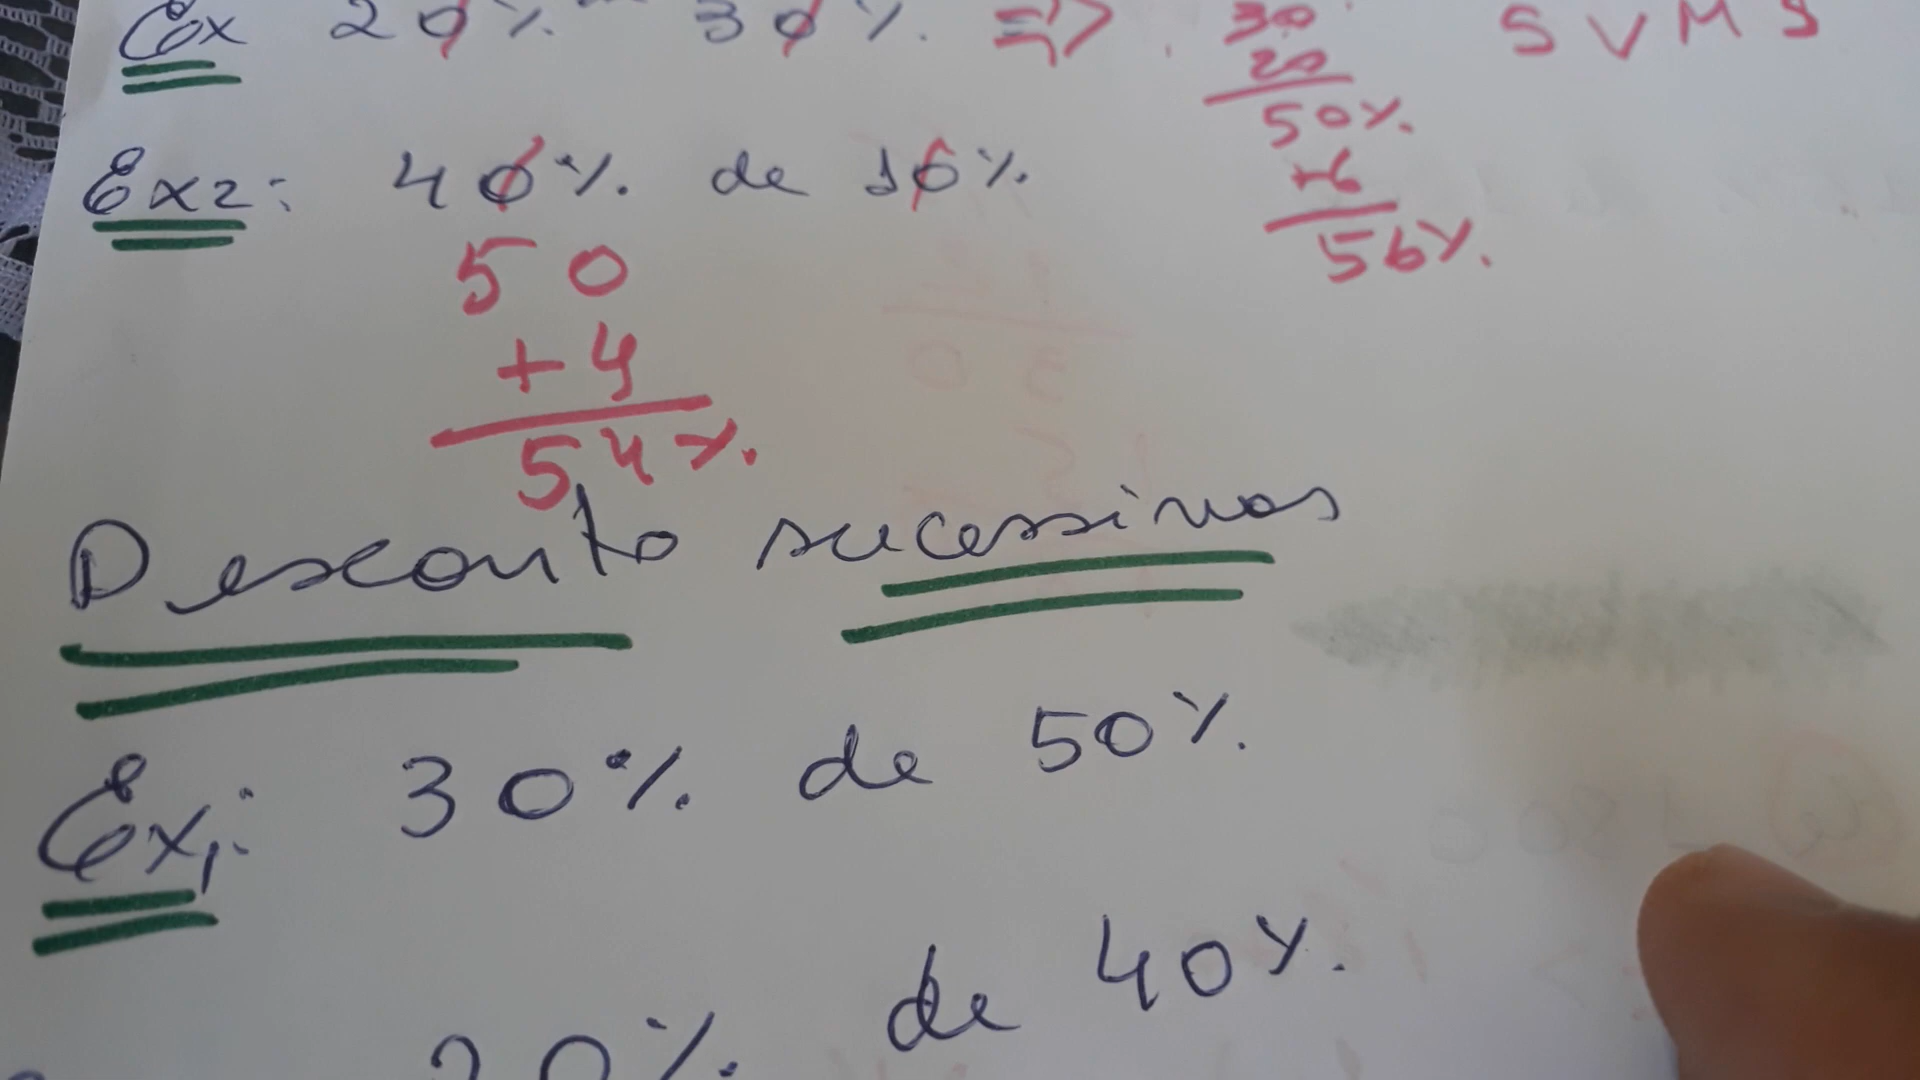 Ex 20% 30% => 30 SVMS
20
50%.
+6
56%.
Ex2: 40%. de 10%.
50
+4
54%.
Desconto sucessivos
Ex1: 30%. de 50%.
20%. de 40%.